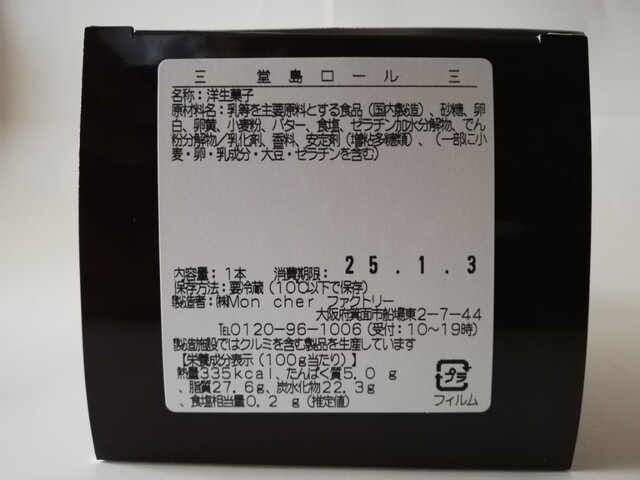 三 堂島ロール 三
名称：洋生菓子
原材料名：乳等を主要原料とする食品（国内製造）、砂糖、卵
白、卵黄、小麦粉、バター、食塩、ゼラチン加水分解物、でん
粉分解物／乳化剤、香料、安定剤（増粘多糖類）、（一部に小
麦・卵・乳成分・大豆・ゼラチンを含む）
内容量：1本 消費期限：25.1.3
保存方法：要冷蔵（10℃以下で保存）
製造者：㈱Mon cher ファクトリー
大阪府箕面市船場東2-7-44
℡0120-96-1006（受付：10～19時）
製造施設ではクルミを含む製品を生産しています
【栄養成分表示（100g当たり）】
熱量335kcal、たんぱく質5.0g
、脂質27.6g、炭水化物22.3g
、食塩相当量0.2g（推定値）
プラ
フィルム